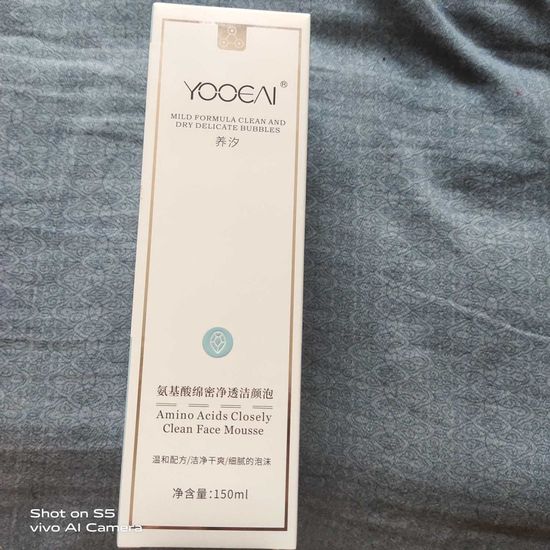 YOOEAI®
MILD FORMULA CLEAN AND
DRY DELICATE BUBBLES
养汐
氨基酸绵密净透洁颜泡
Amino Acids Closely
Clean Face Mousse
温和配方/洁净干爽/细腻的泡沫
净含量:150ml
Shot on S5
vivo AI Camera